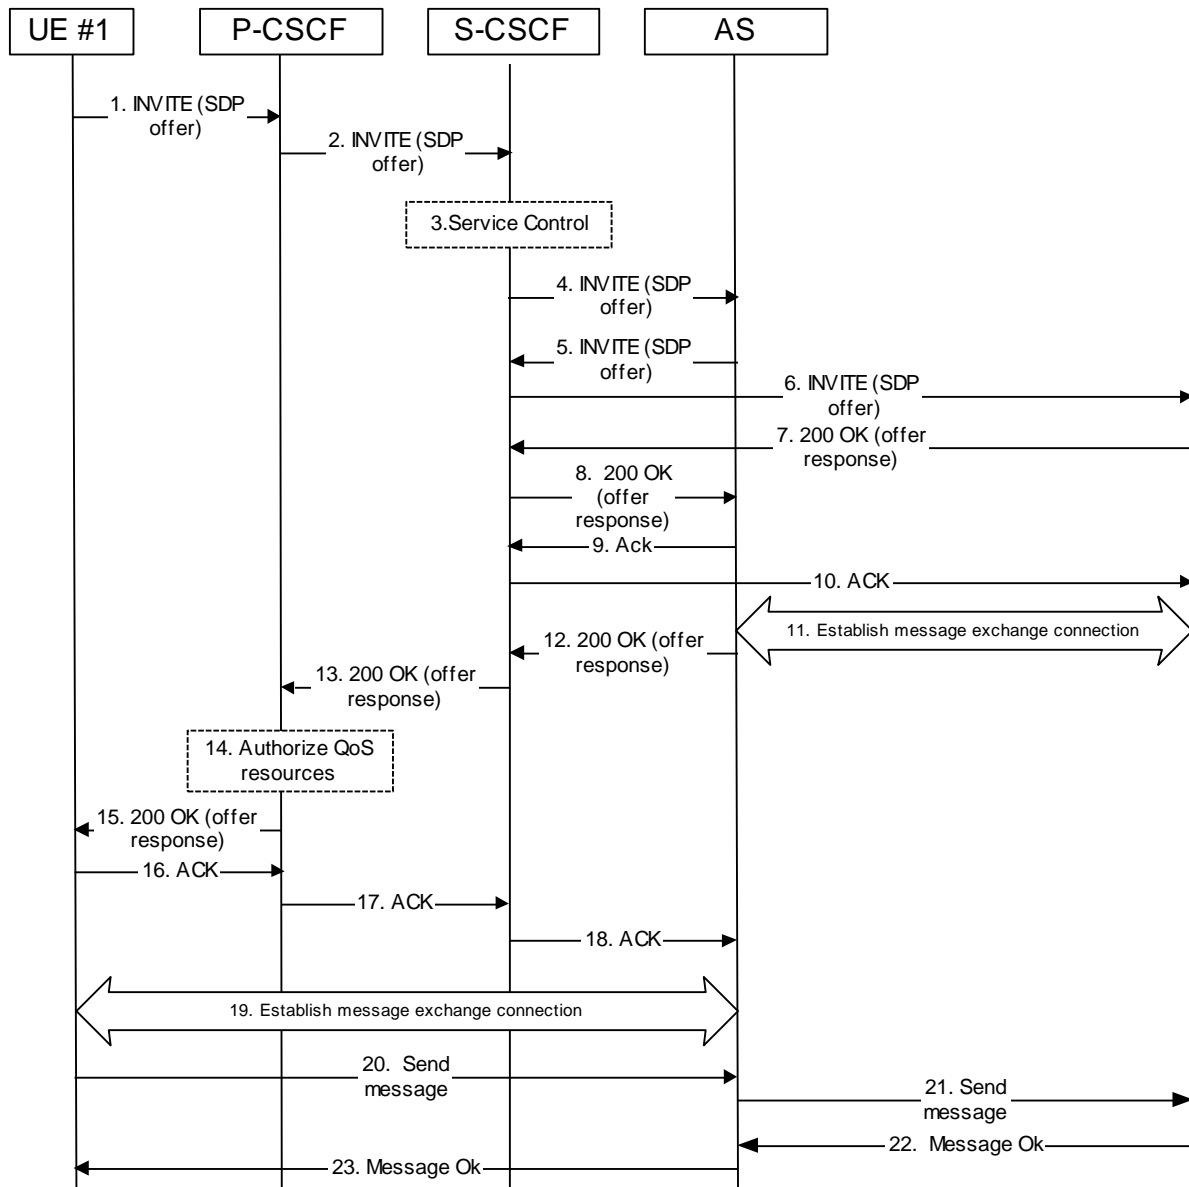 UE #1
P-CSCF
S-CSCF
AS
1. INVITE (SDP
offer)
2. INVITE (SDP
offer)
3.Service Control
4. INVITE (SDP
offer)
5. INVITE (SDP
offer)
6. INVITE (SDP
offer)
7. 200 OK (offer
response)
8.  200 OK
(offer
response)
9. Ack
10. ACK
11. Establish message exchange connection
12. 200 OK (offer
response)
13. 200 OK (offer
response)
14. Authorize QoS
resources
15. 200 OK (offer
response)
16. ACK
17. ACK
18. ACK
19. Establish message exchange connection
20.  Send
message
21. Send
message
22.  Message Ok
23. Message Ok